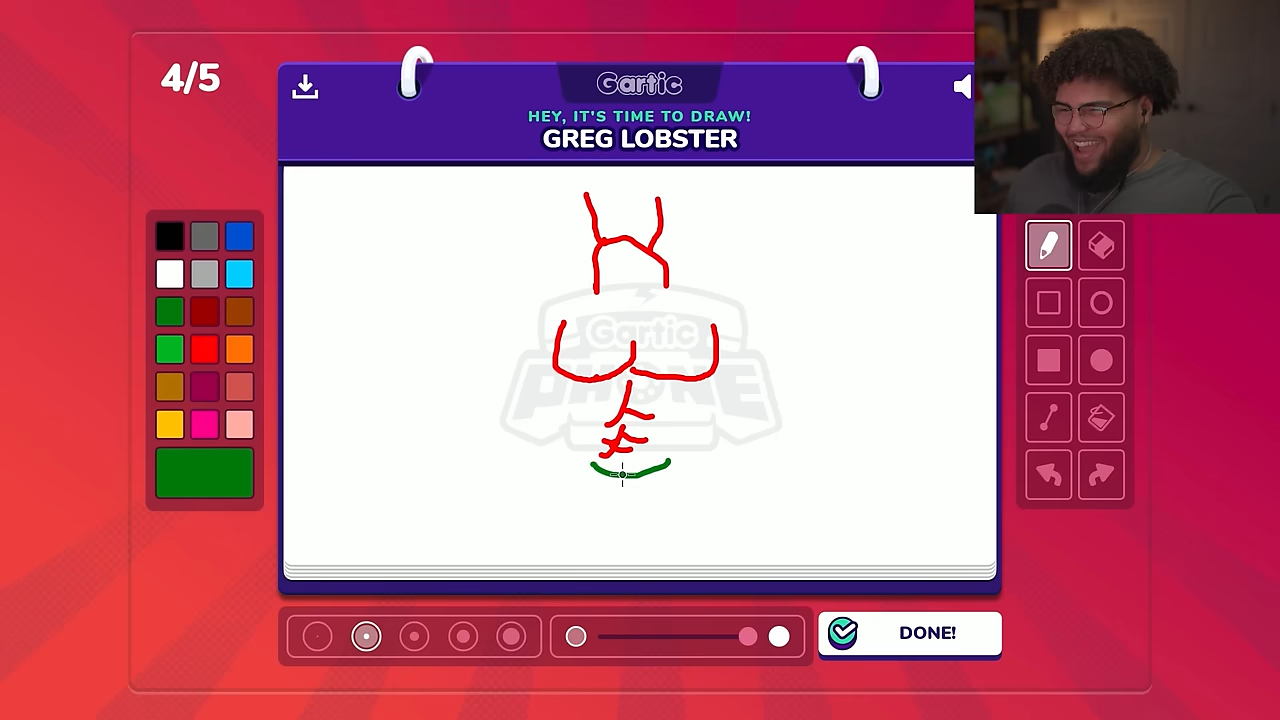 4/5
Gartic
HEY, IT'S TIME TO DRAW!
GREG LOBSTER
Gartic
PHONE
DONE!